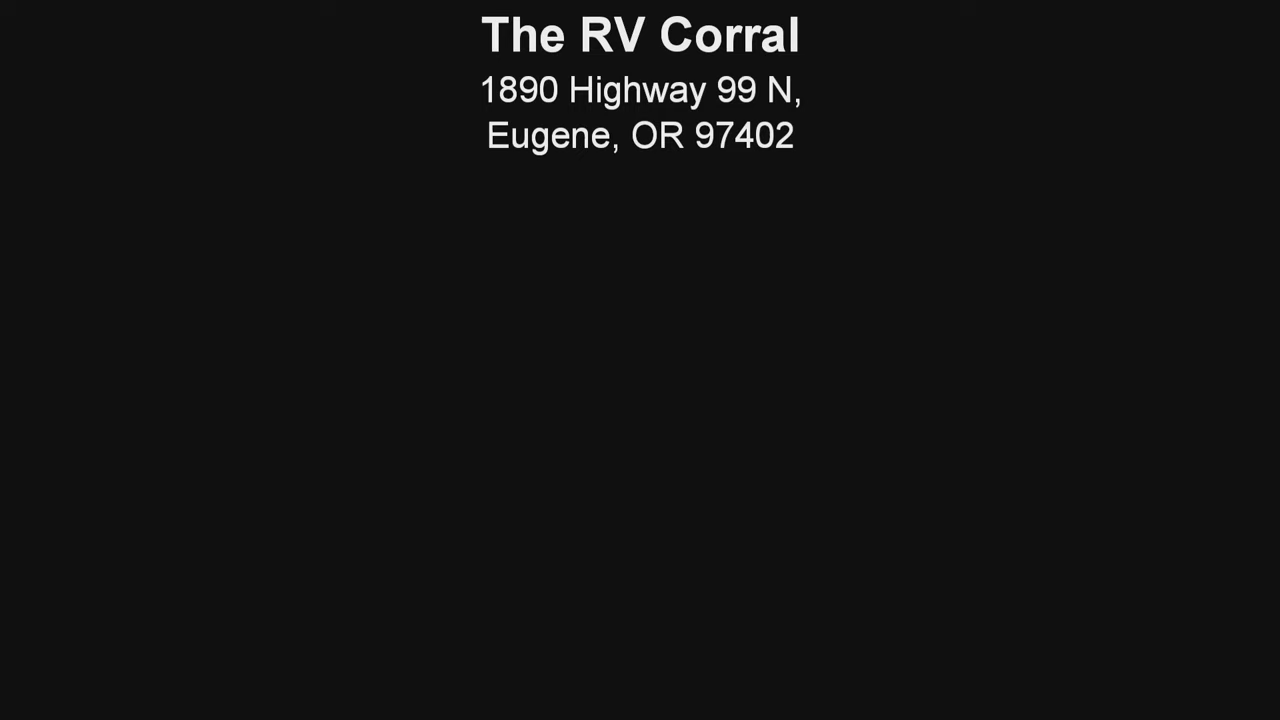 The RV Corral
1890 Highway 99 N,
Eugene, OR 97402